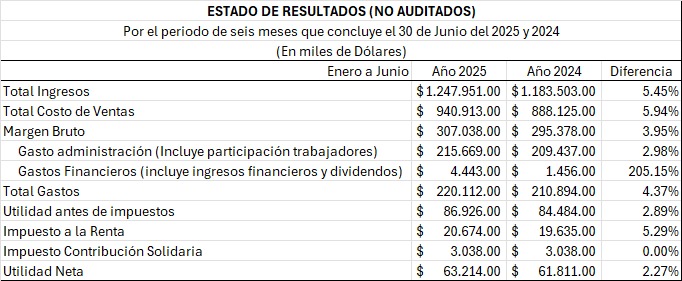 ESTADO DE RESULTADOS (NO AUDITADOS)
Por el periodo de seis meses que concluye el 30 de Junio del 2025 y 2024
(En miles de Dólares)
Enero a Junio Año 2025 Año 2024 Diferencia
Total Ingresos $ 1.247.951.00 $ 1.183.503.00 5.45%
Total Costo de Ventas $ 940.913.00 $ 888.125.00 5.94%
Margen Bruto $ 307.038.00 $ 295.378.00 3.95%
Gasto administración (Incluye participación trabajadores) $ 215.669.00 $ 209.437.00 2.98%
Gastos Financieros (incluye ingresos financieros y dividendos) $ 4.443.00 $ 1.456.00 205.15%
Total Gastos $ 220.112.00 $ 210.894.00 4.37%
Utilidad antes de impuestos $ 86.926.00 $ 84.484.00 2.89%
Impuesto a la Renta $ 20.674.00 $ 19.635.00 5.29%
Impuesto Contribución Solidaria $ 3.038.00 $ 3.038.00 0.00%
Utilidad Neta $ 63.214.00 $ 61.811.00 2.27%